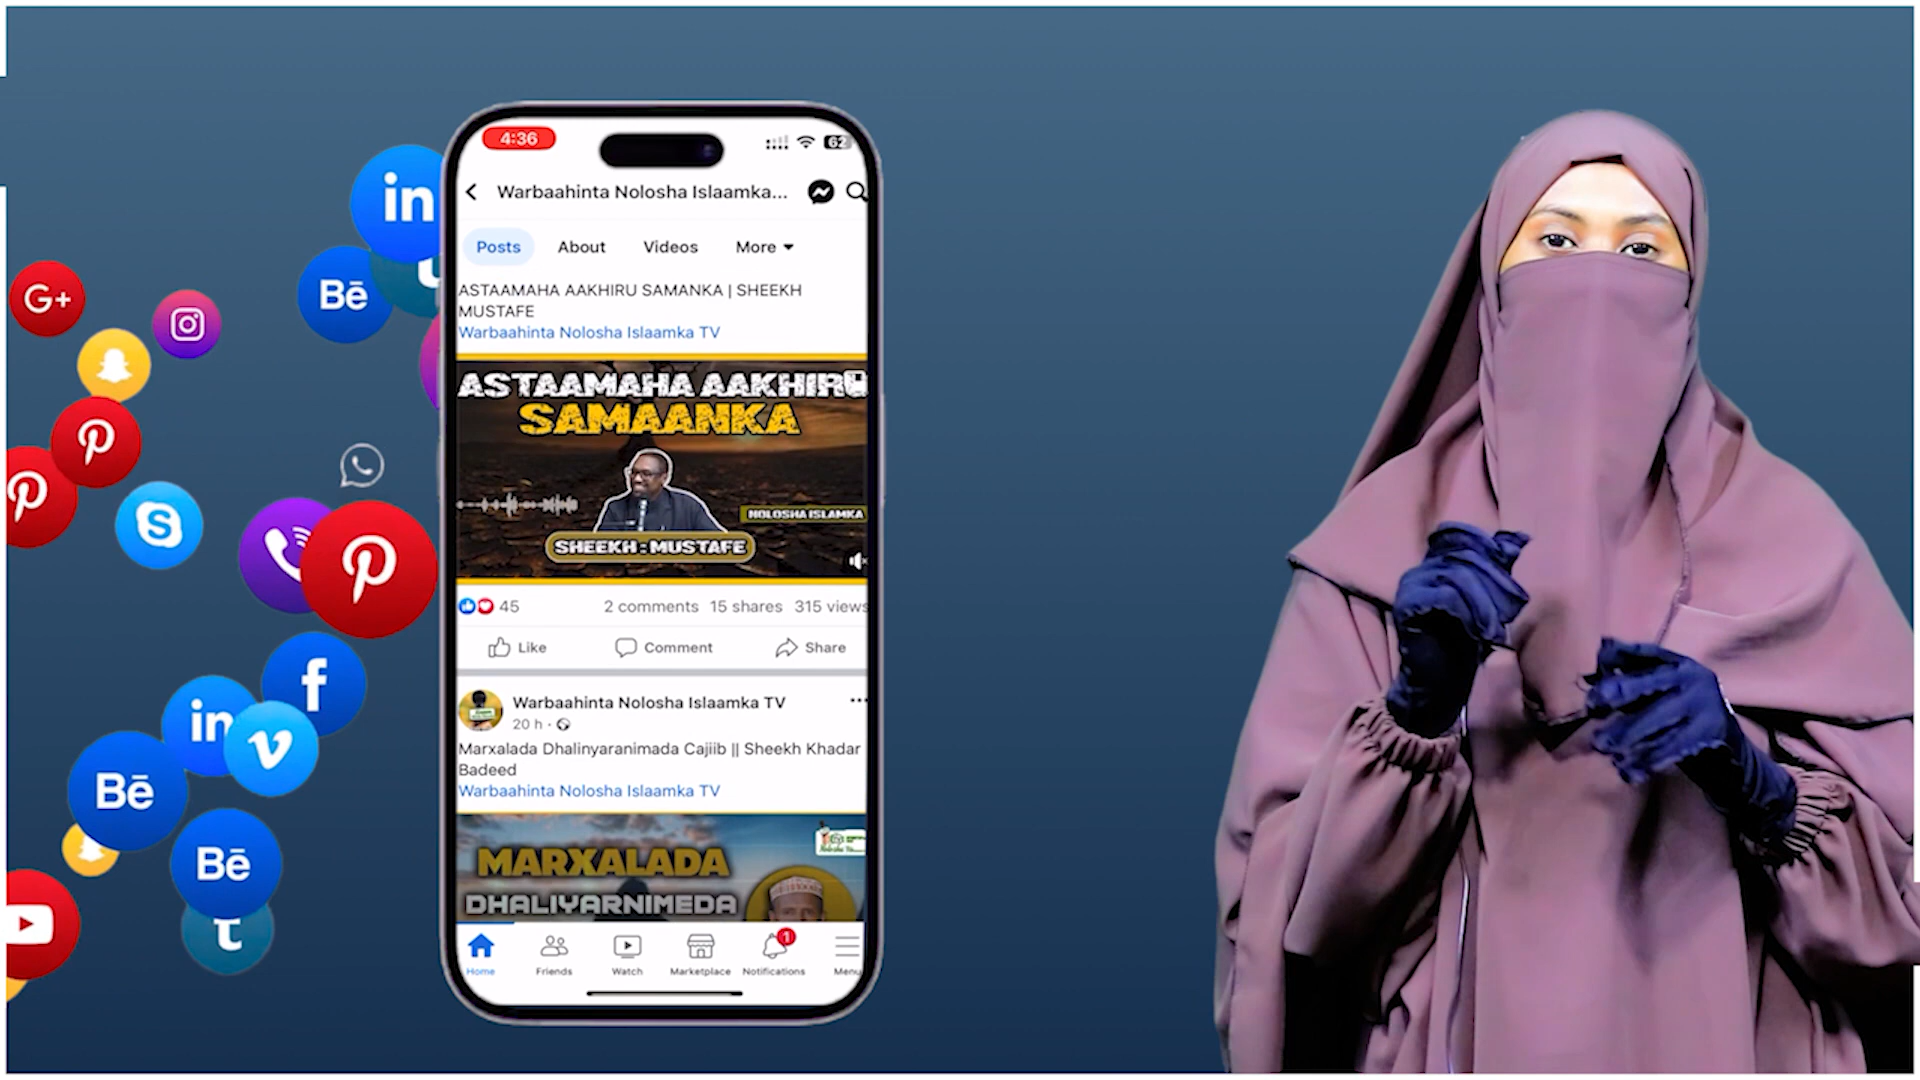 in
Bē
G+
4:36
62
Warbaahinta Nolosha Islaamka...
Posts
About
Videos
More
ASTAAMAHA AAKHIRU SAMANKA | SHEEKH
MUSTAFE
Warbaahinta Nolosha Islaamka TV
ASTAAMAHA AAKHIRU
SAMAANKA
NOLOSHA ISLAMKA
SHEEKH : MUSTAFE
45
2 comments 15 shares 315 views
Like
Comment
Share
Warbaahinta Nolosha Islaamka TV
20 h
Marxalada Dhalinyaranimada Cajiib || Sheekh Khadar
Badeed
Warbaahinta Nolosha Islaamka TV
MARXALADA
DHALIYARNIMEDA
f
in
v
Bē
Bē
t
Home
Friends
Watch
Marketplace
Notifications
1
Menu